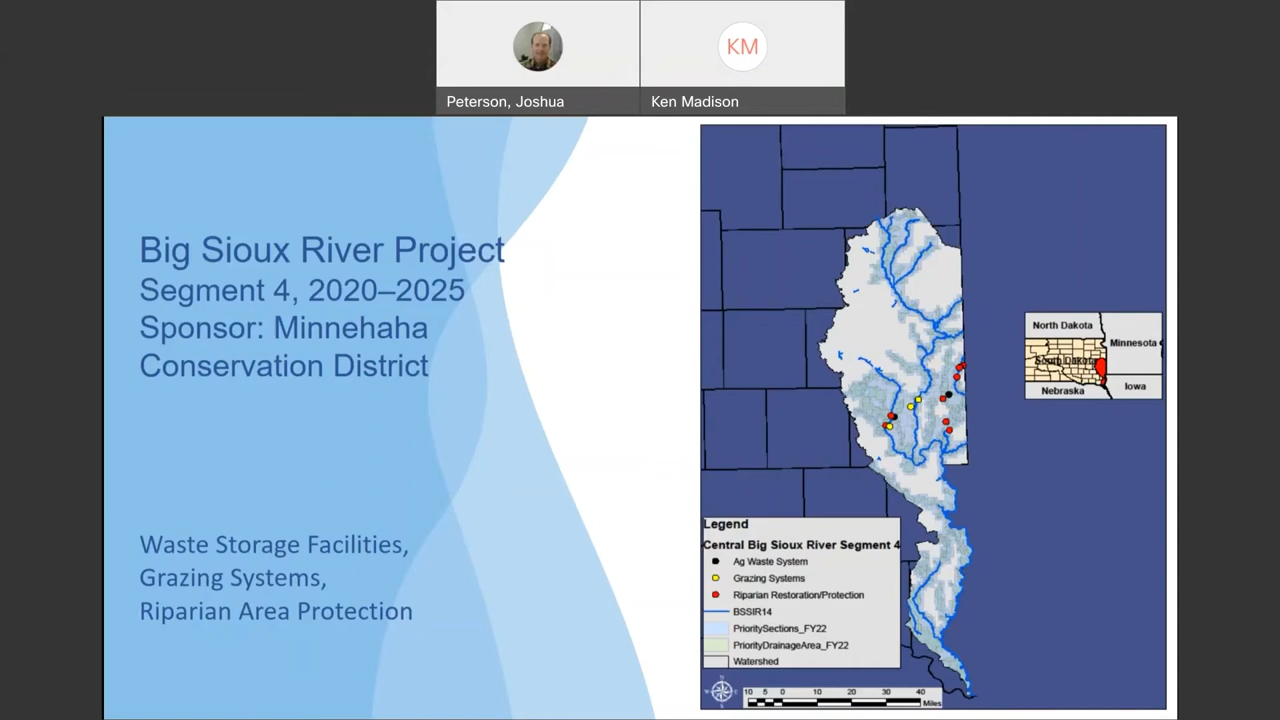 KM
Peterson, Joshua
Ken Madison
Big Sioux River Project
Segment 4, 2020–2025
Sponsor: Minnehaha
Conservation District
Waste Storage Facilities,
Grazing Systems,
Riparian Area Protection
North Dakota
Minnesota
South Dakota
Iowa
Nebraska
Legend
Central Big Sioux River Segment 4
Ag Waste System
Grazing Systems
Riparian Restoration/Protection
BSSIR14
PrioritySections_FY22
PriorityDrainageArea_FY22
Watershed
10 5 0 10 20 30 40
Miles